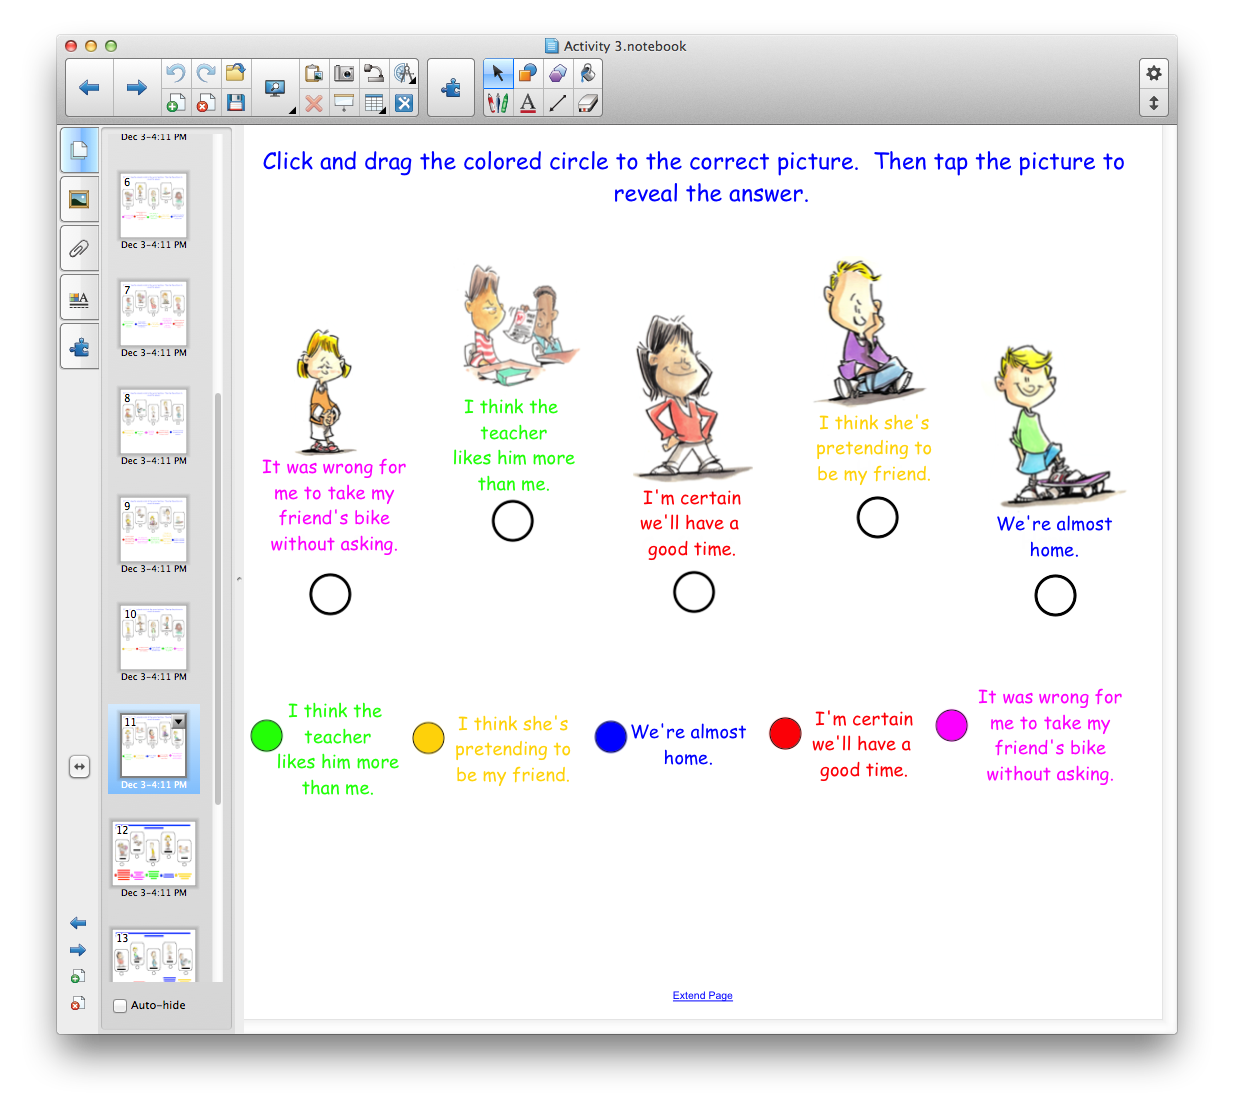 Activity 3.notebook
Dec 3-4:11 PM
6
Dec 3-4:11 PM
7
Dec 3-4:11 PM
8
Dec 3-4:11 PM
9
Dec 3-4:11 PM
10
Dec 3-4:11 PM
11
Dec 3-4:11 PM
12
Dec 3-4:11 PM
13
Auto-hide
Click and drag the colored circle to the correct picture. Then tap the picture to
reveal the answer.
It was wrong for
me to take my
friend's bike
without asking.
I think the
teacher
likes him more
than me.
I'm certain
we'll have a
good time.
I think she's
pretending to
be my friend.
We're almost
home.
I think the
teacher
likes him more
than me.
I think she's
pretending to
be my friend.
We're almost
home.
I'm certain
we'll have a
good time.
It was wrong for
me to take my
friend's bike
without asking.
Extend Page